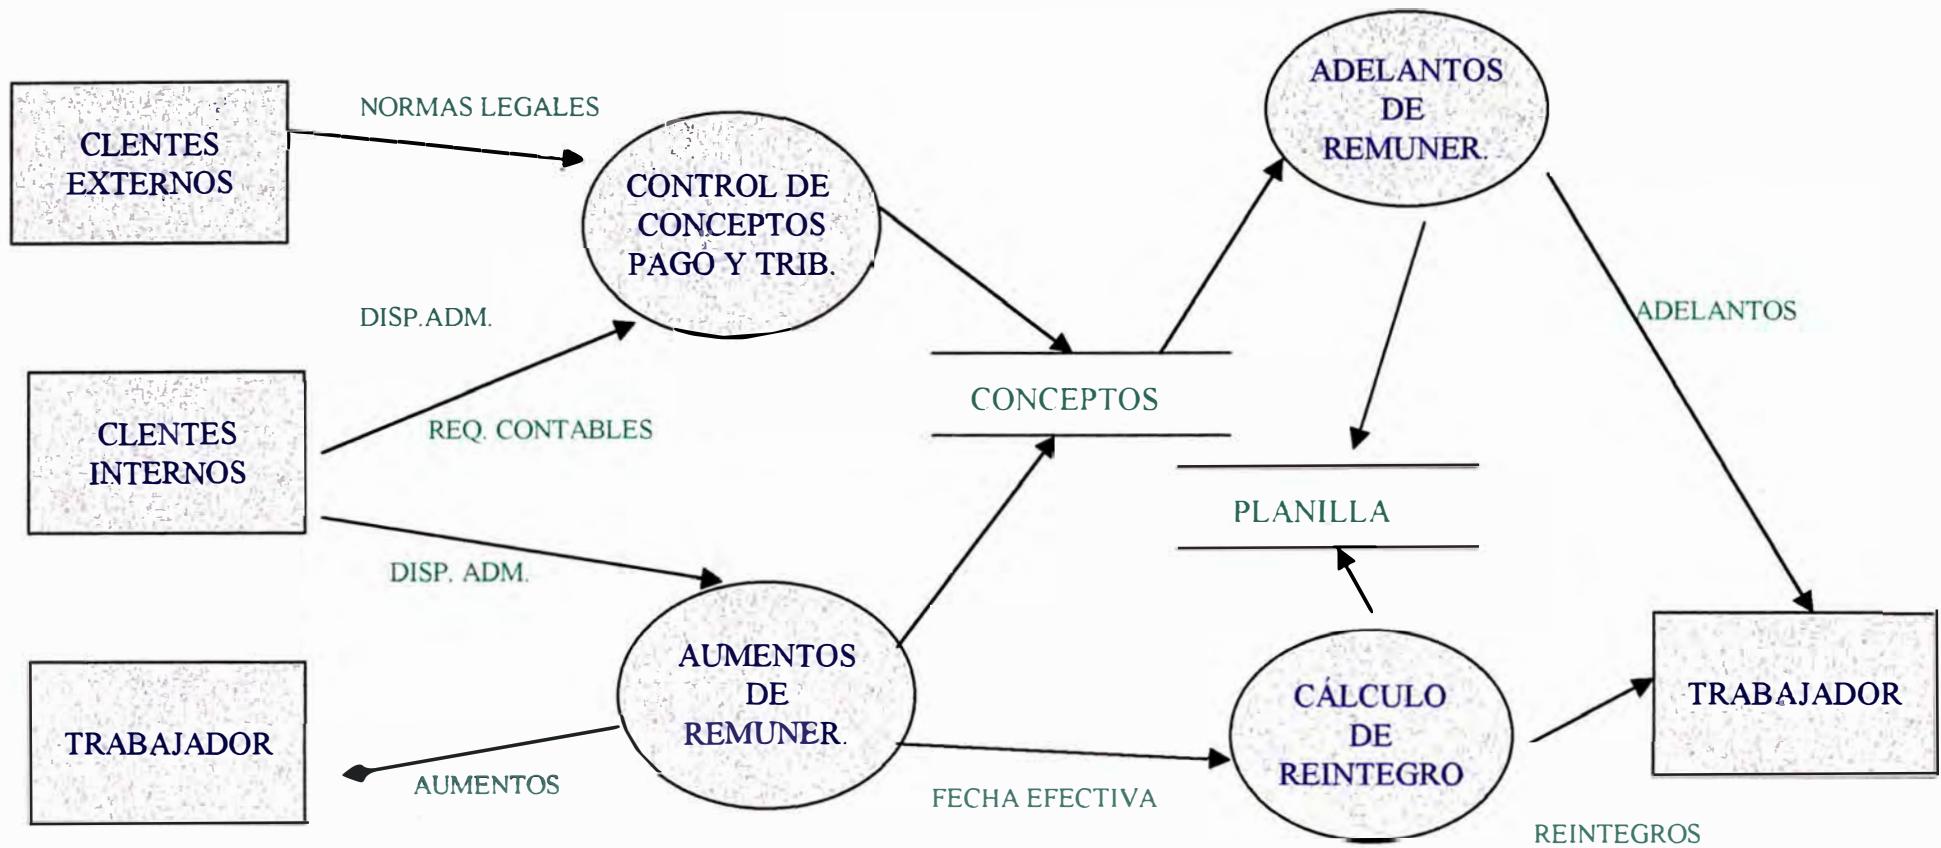 NORMAS LEGALES
CLENTES
EXTERNOS
CONTROL DE
CONCEPTOS
PAGO Y TRIB.
ADELANTOS
DE
REMUNER.
DISP.ADM.
ADELANTOS
CLENTES
INTERNOS
REQ. CONTABLES
CONCEPTOS
PLANILLA
DISP. ADM.
AUMENTOS
DE
REMUNER.
TRABAJADOR
AUMENTOS
FECHA EFECTIVA
CÁLCULO
DE
REINTEGRO
TRABAJADOR
REINTEGROS